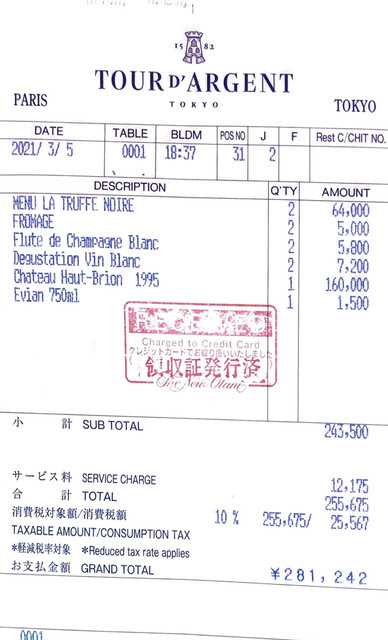 15 82
TOUR D'ARGENT
TOKYO
PARIS TOKYO
DATE TABLE BLDM POS NO J F Rest C/CHIT NO.
2021/ 3/ 5 0001 18:37 31 2
DESCRIPTION Q'TY AMOUNT
MENU LA TRUFFE NOIRE 2 64,000
FROMAGE 2 5,000
Flute de Champagne Blanc 2 5,800
Degustation Vin Blanc 2 7,200
Chateau Haut-Brion 1995 1 160,000
Evian 750ml 1 1,500
Charged to Credit Card
クレジットカードでお取り扱いいたしました
領収証発行済
The New Otani
小 計 SUB TOTAL 243,500
サービス料 SERVICE CHARGE 12,175
合 計 TOTAL 255,675
消費税対象額/消費税額 10 % 255,675/ 25,567
TAXABLE AMOUNT/CONSUMPTION TAX
*軽減税率対象 *Reduced tax rate applies
お支払金額 GRAND TOTAL ¥281,242
0001